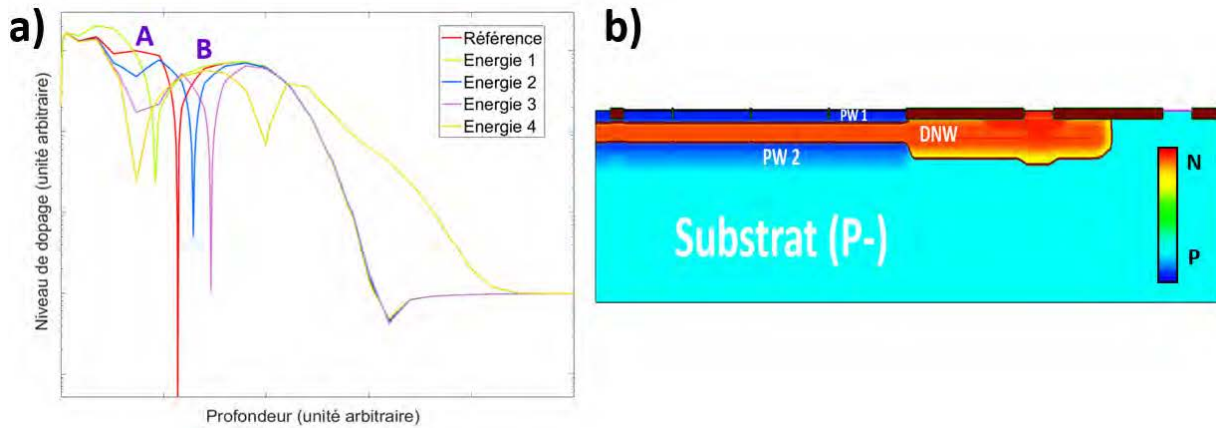 a)
A
B
Référence
Energie 1
Energie 2
Energie 3
Energie 4
Niveau de dopage (unité arbitraire)
Profondeur (unité arbitraire)
b)
PW 1
DNW
PW 2
Substrat (P-)
N
P